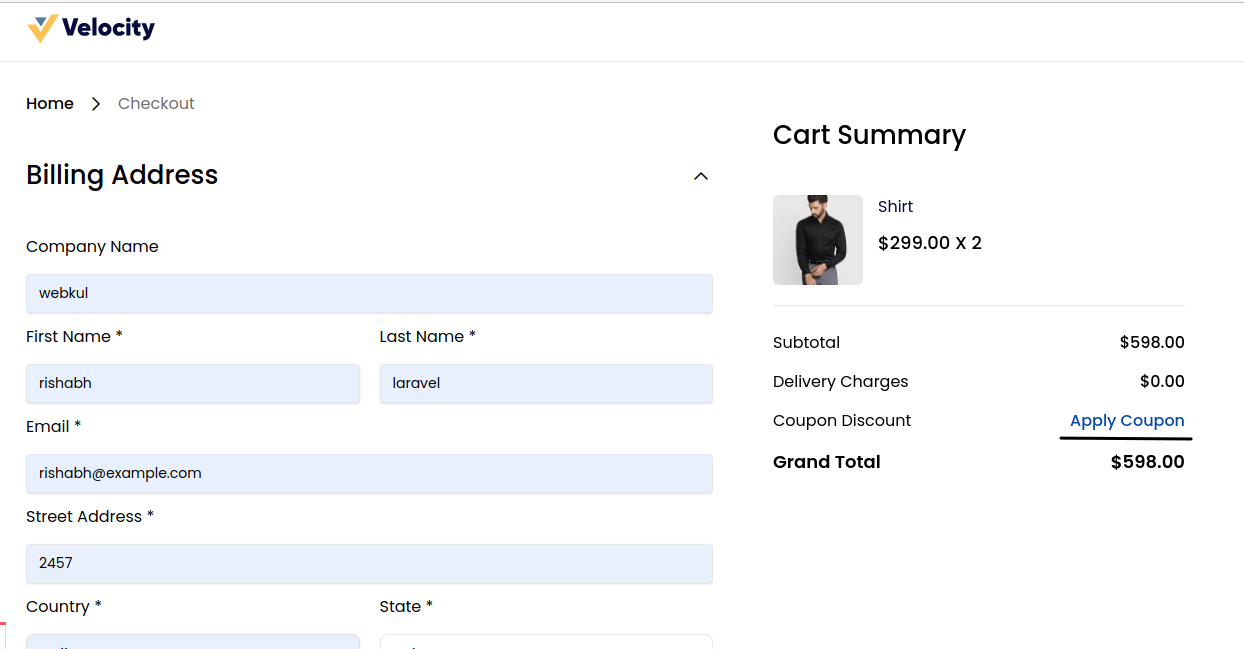 Velocity
Home > Checkout
Billing Address
Company Name
webkul
First Name *
Last Name *
rishabh
laravel
Email *
rishabh@example.com
Street Address *
2457
Country *
State *
Cart Summary
Shirt
$299.00 X 2
Subtotal $598.00
Delivery Charges $0.00
Coupon Discount Apply Coupon
Grand Total $598.00